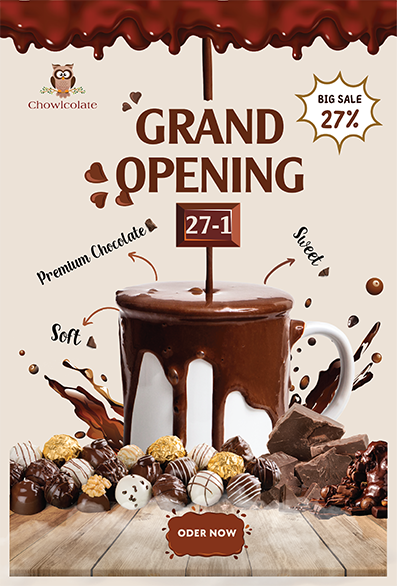 Chowlcolate
BIG SALE
27%
GRAND
OPENING
27-1
Premium Chocolate
Sweet
Soft
ODER NOW